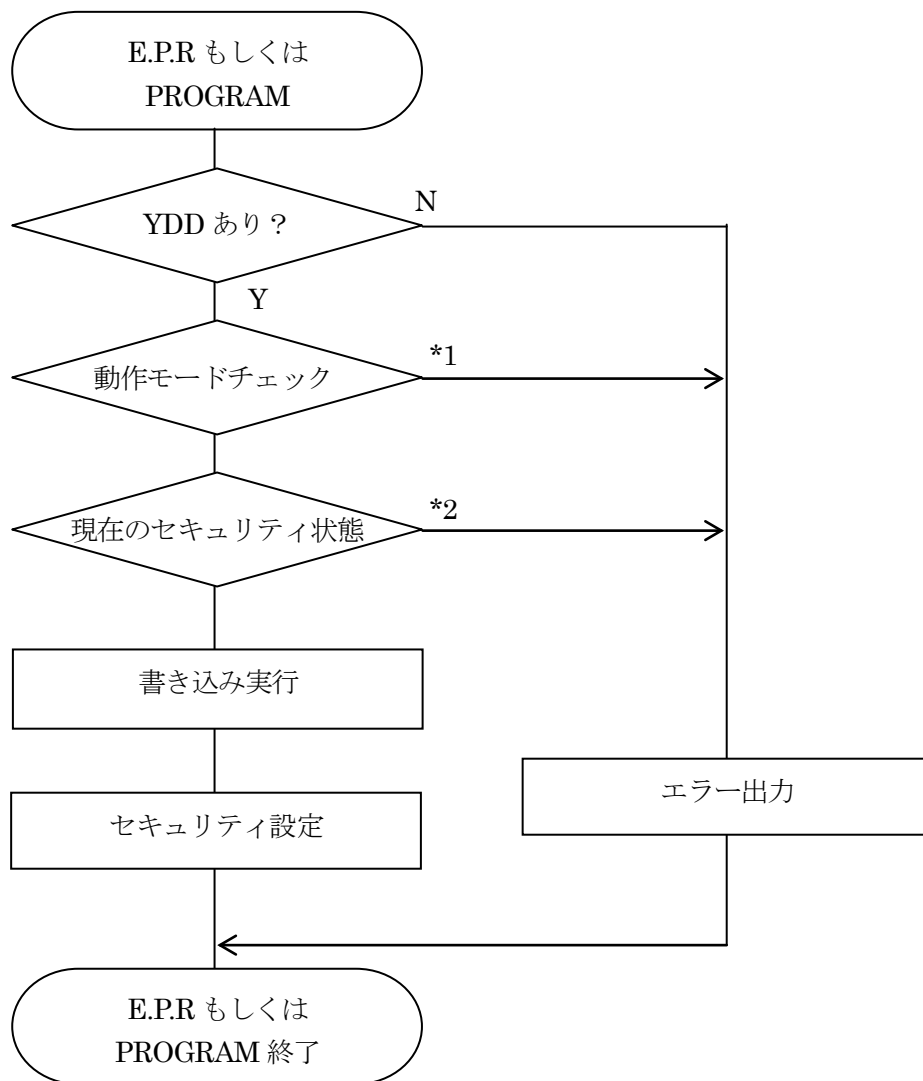 E.P.R もしくは
PROGRAM
YDD あり？
N
Y
動作モードチェック
*1
現在のセキュリティ状態
*2
書き込み実行
エラー出力
セキュリティ設定
E.P.R もしくは
PROGRAM 終了